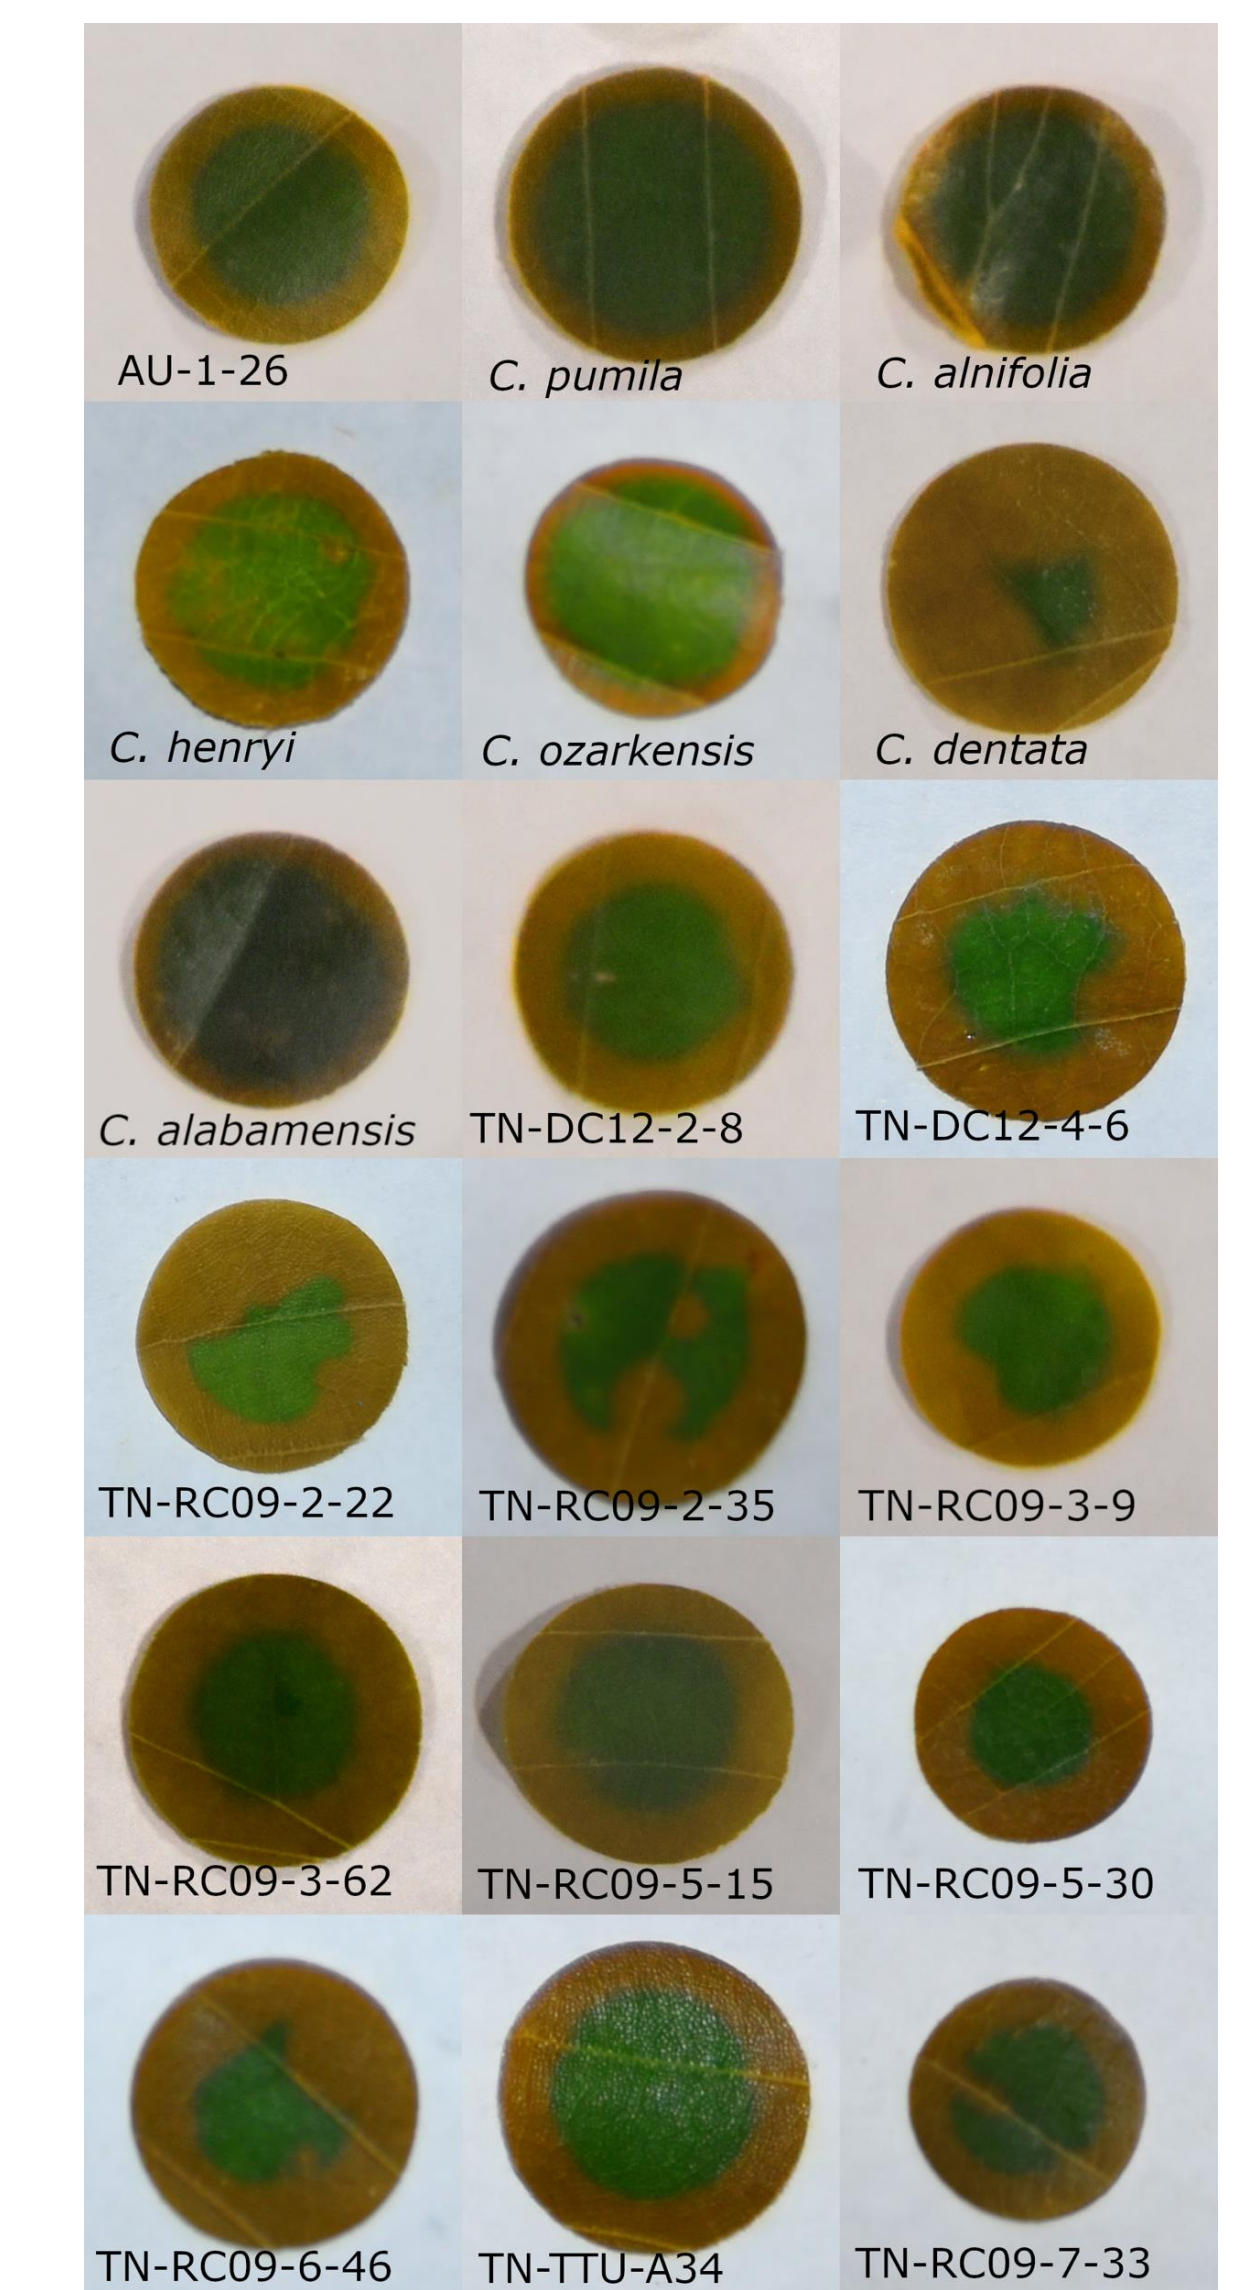 AU-1-26
C. pumila
C. alnifolia
C. henryi
C. ozarkensis
C. dentata
C. alabamensis
TN-DC12-2-8
TN-DC12-4-6
TN-RC09-2-22
TN-RC09-2-35
TN-RC09-3-9
TN-RC09-3-62
TN-RC09-5-15
TN-RC09-5-30
TN-RC09-6-46
TN-TTU-A34
TN-RC09-7-33